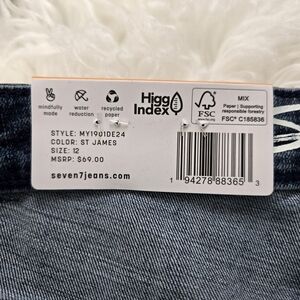 mindfully made
water reduction
recycled paper
Higg Index
FSC
MIX
Paper | Supporting responsible forestry
FSC® C185836
STYLE: MY1901DE24
COLOR: ST JAMES
SIZE: 12
MSRP: $69.00
seven7jeans.com
1 94278 88365 3